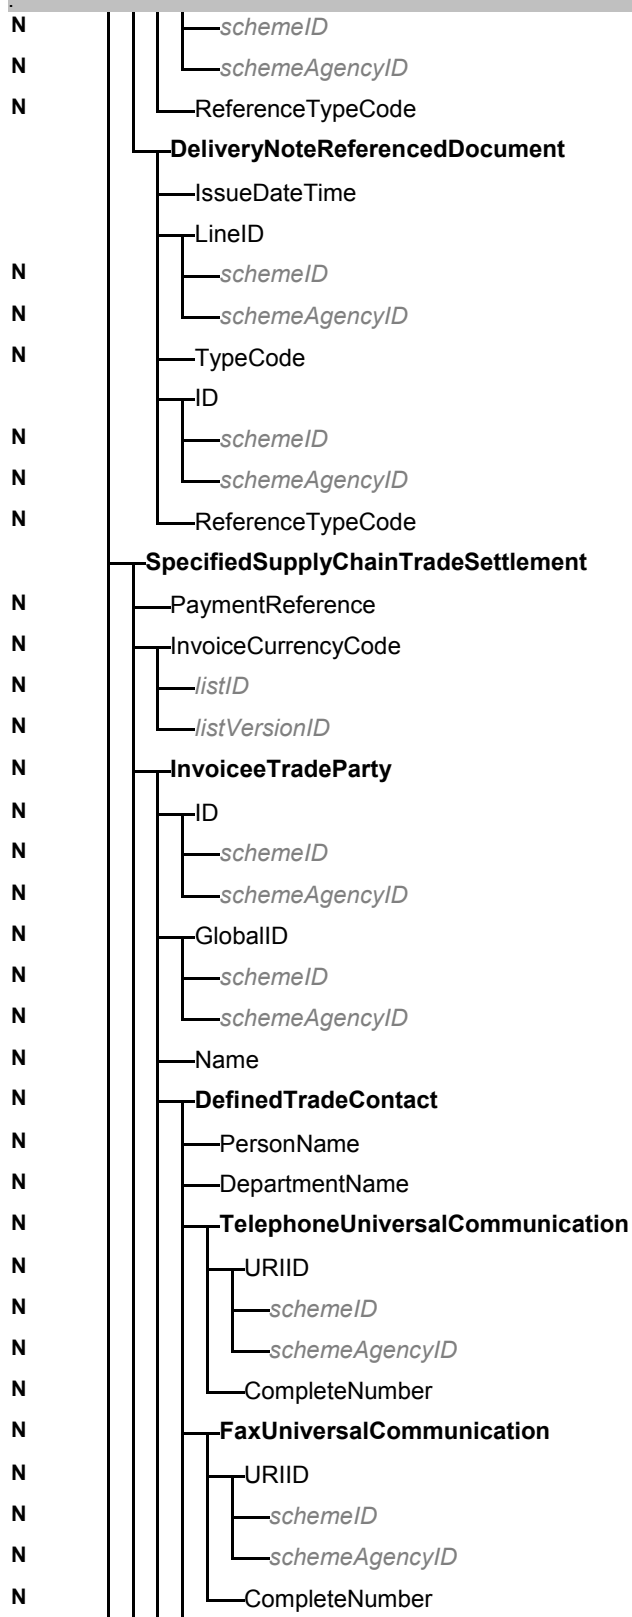 .
N schemeID
N schemeAgencyID
N ReferenceTypeCode
DeliveryNoteReferencedDocument
IssueDateTime
LineID
N schemeID
N schemeAgencyID
N TypeCode
ID
N schemeID
N schemeAgencyID
N ReferenceTypeCode
SpecifiedSupplyChainTradeSettlement
N PaymentReference
N InvoiceCurrencyCode
N listID
N listVersionID
N InvoiceeTradeParty
N ID
N schemeID
N schemeAgencyID
N GlobalID
N schemeID
N schemeAgencyID
N Name
N DefinedTradeContact
N PersonName
N DepartmentName
N TelephoneUniversalCommunication
N URIID
N schemeID
N schemeAgencyID
N CompleteNumber
N FaxUniversalCommunication
N URIID
N schemeID
N schemeAgencyID
N CompleteNumber